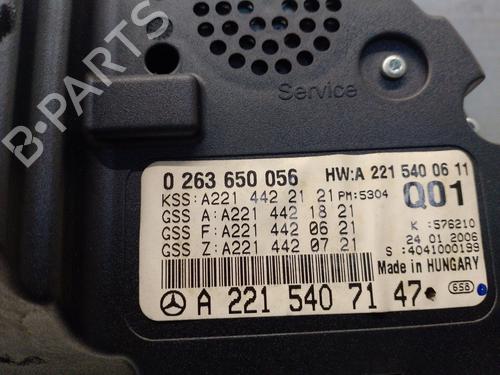 B-PARTS
Service
0 263 650 056 HW:A 221 540 06 11
KSS:A221 442 21 21 PM:5304 Q01
GSS A:A221 442 18 21
GSS F:A221 442 06 21 K :576210
GSS Z:A221 442 07 21 24 01 2006
S :4041000199
Made in HUNGARY
A 221 540 71 47 658